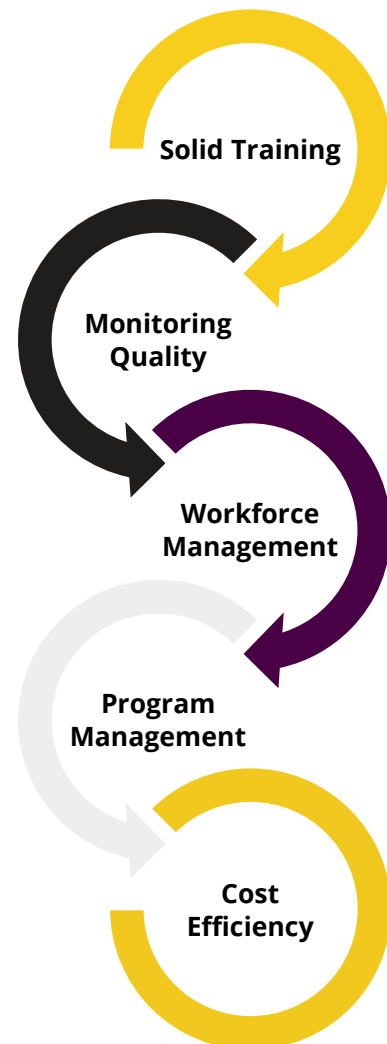 Solid Training
Monitoring
Quality
Workforce
Management
Program
Management
Cost
Efficiency